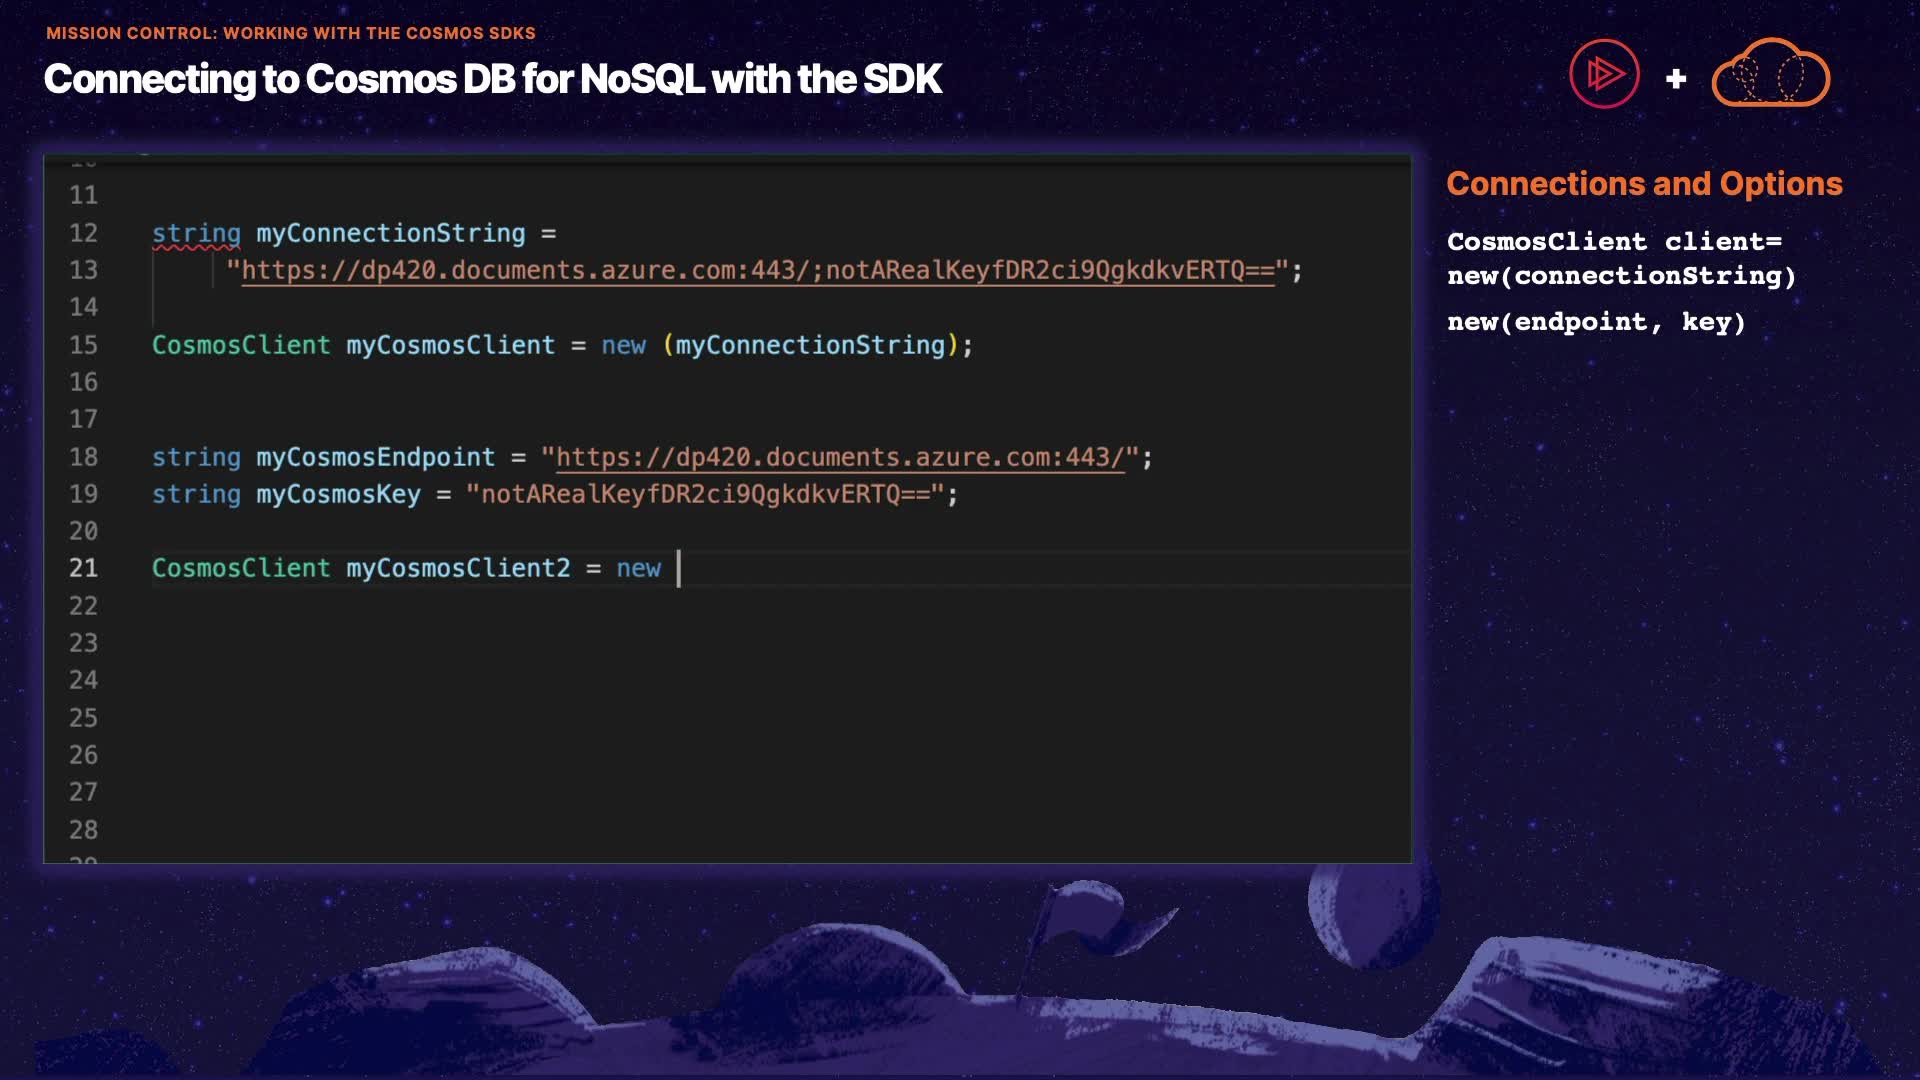 MISSION CONTROL: WORKING WITH THE COSMOS SDKS
Connecting to Cosmos DB for NoSQL with the SDK
11
12 string myConnectionString =
13 "https://dp420.documents.azure.com:443/;notARealKeyfDR2ci9QgkdkvERTQ==";
14
15 CosmosClient myCosmosClient = new (myConnectionString);
16
17
18 string myCosmosEndpoint = "https://dp420.documents.azure.com:443/";
19 string myCosmosKey = "notARealKeyfDR2ci9QgkdkvERTQ==";
20
21 CosmosClient myCosmosClient2 = new
22
23
24
25
26
27
28
Connections and Options
CosmosClient client=
new(connectionString)
new(endpoint, key)